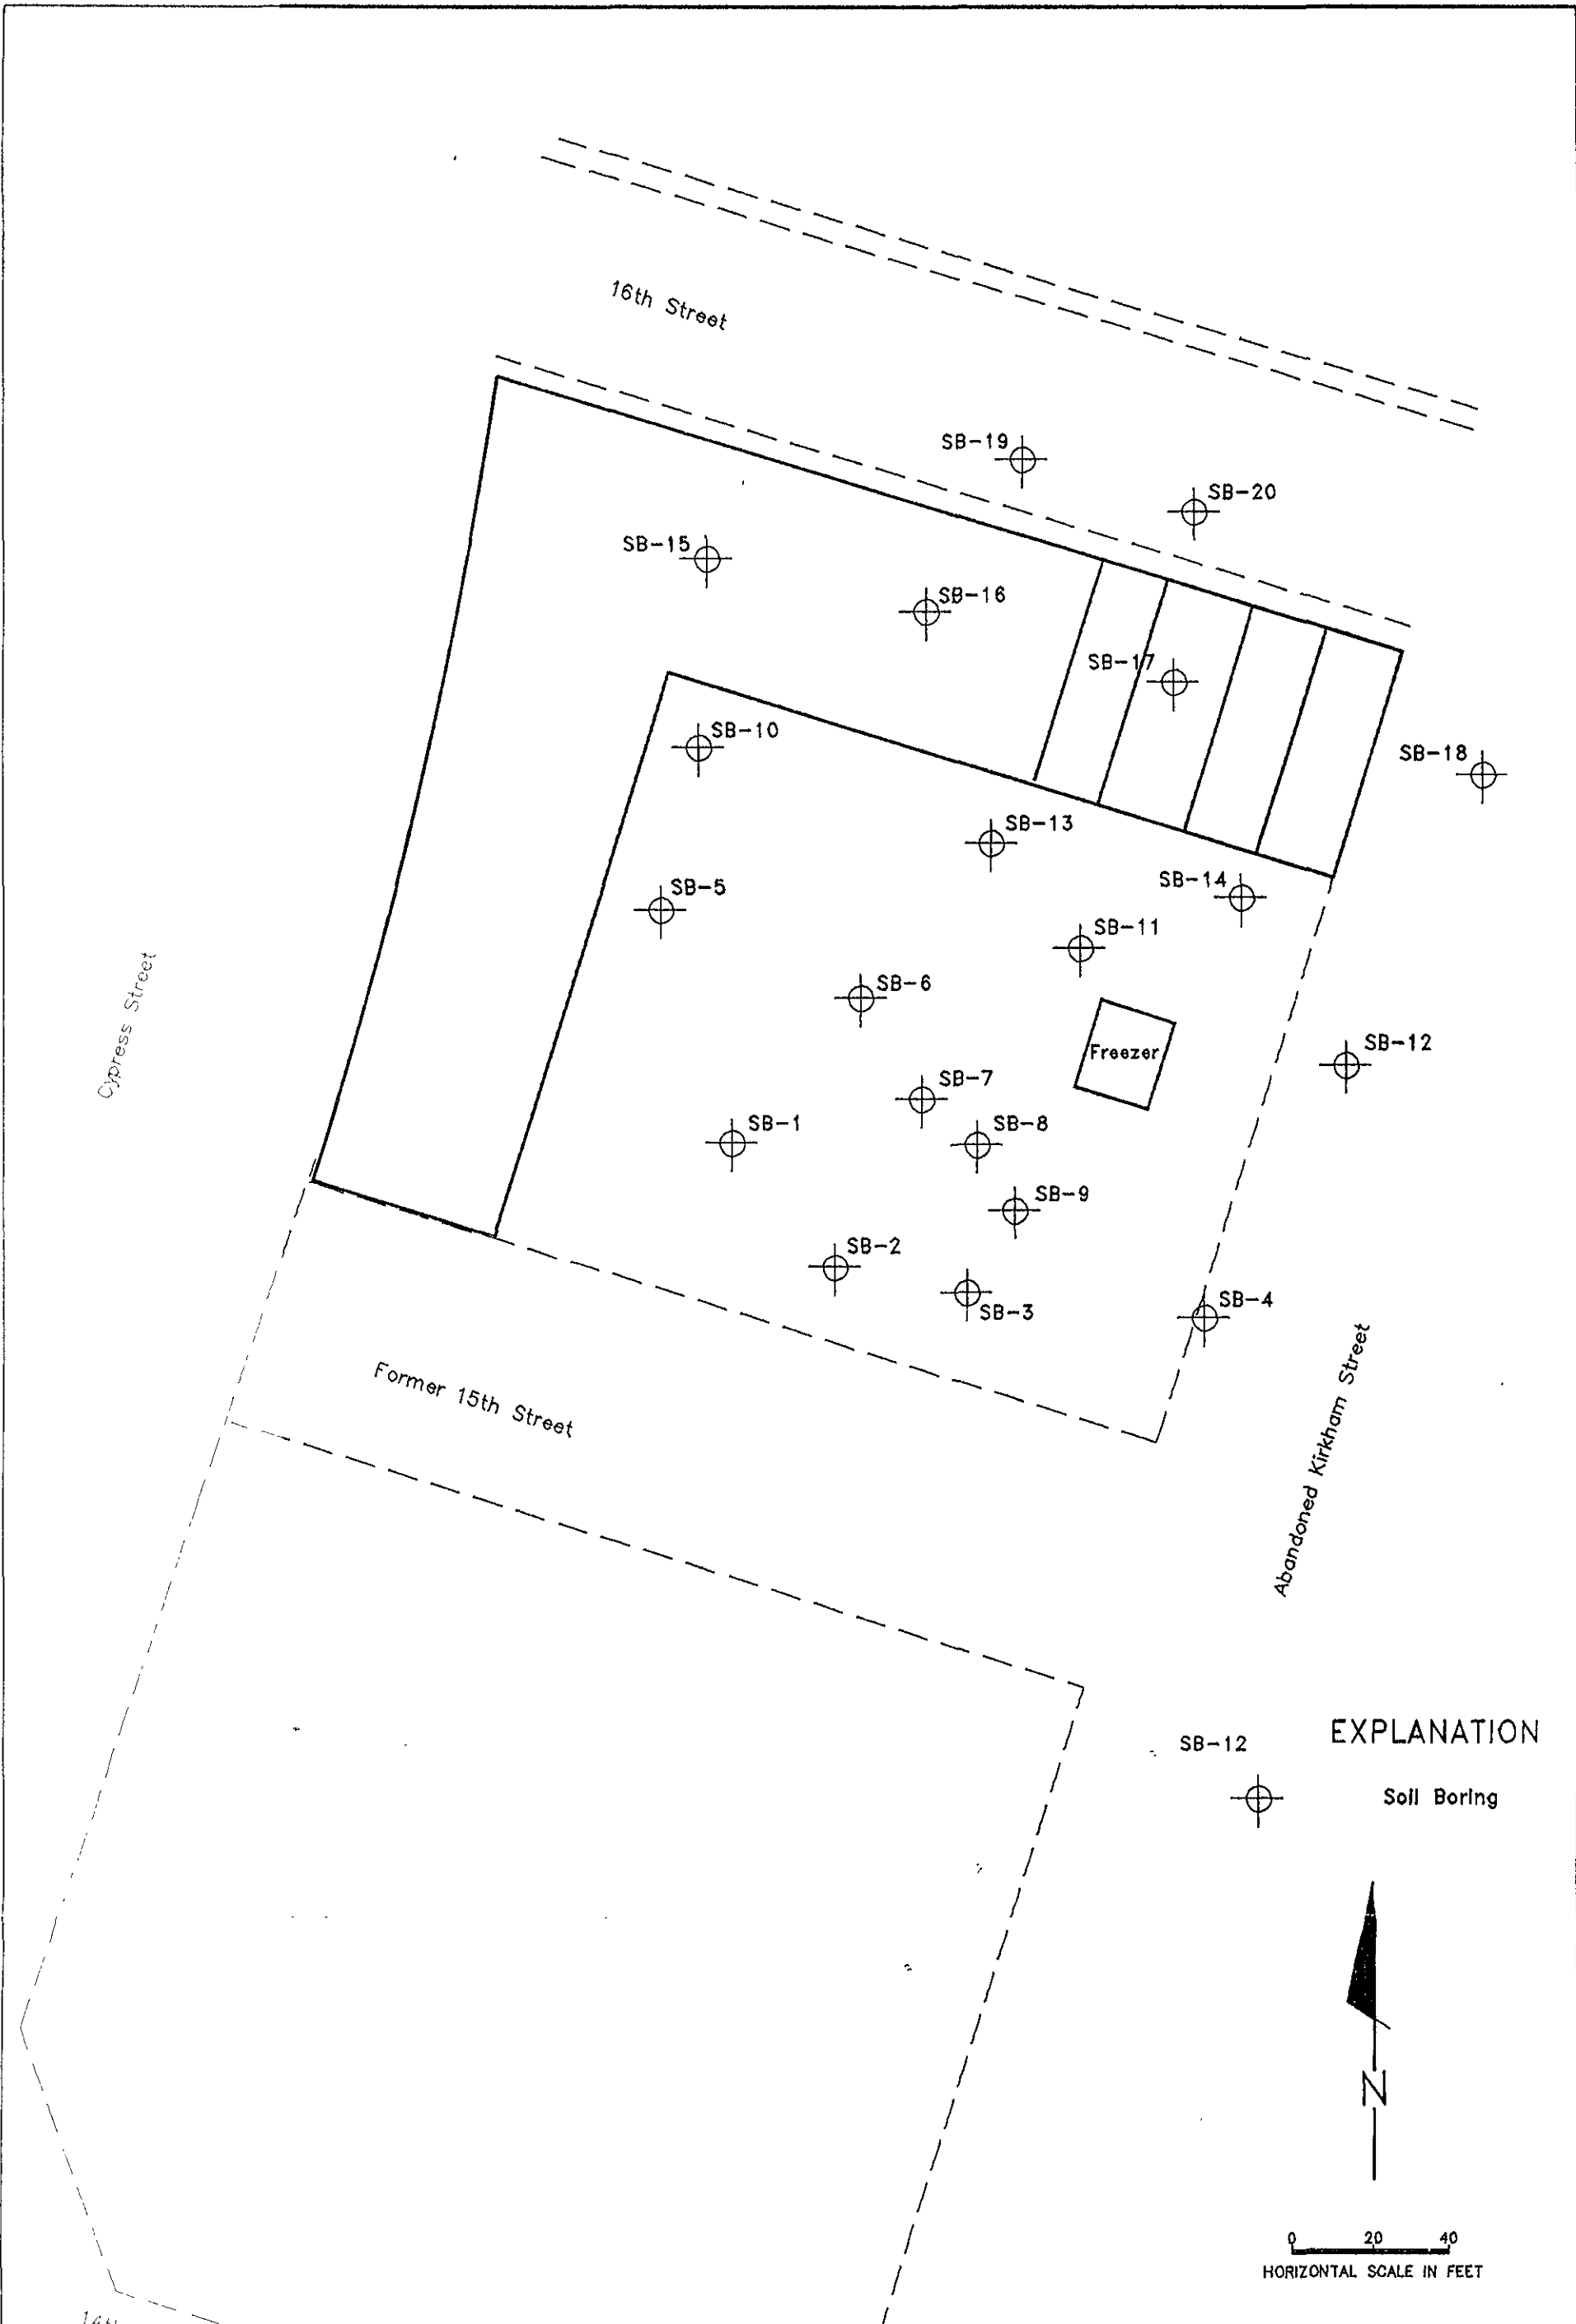 16th Street
SB-19
SB-20
SB-15
SB-16
SB-17
SB-10
SB-18
SB-13
SB-14
SB-5
SB-11
SB-6
Cypress Street
Freezer
SB-12
SB-7
SB-1
SB-8
SB-9
SB-2
SB-3
SB-4
Former 15th Street
Abandoned Kirkham Street
EXPLANATION
SB-12
Soil Boring
N
0 20 40
HORIZONTAL SCALE IN FEET